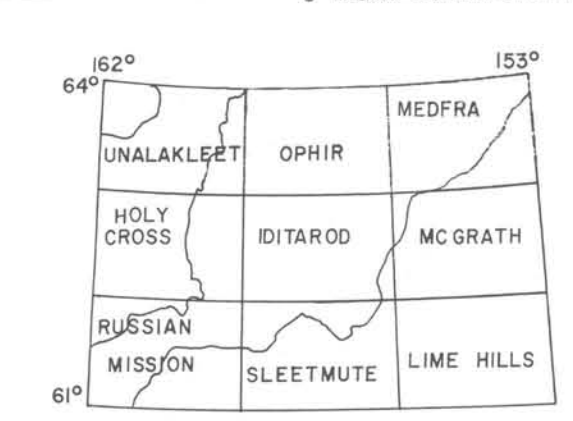 162°
153°
64°
MEDFRA
UNALAKLEET
OPHIR
HOLY
CROSS
IDITAROD
MC GRATH
RUSSIAN
MISSION
SLEETMUTE
LIME HILLS
61°